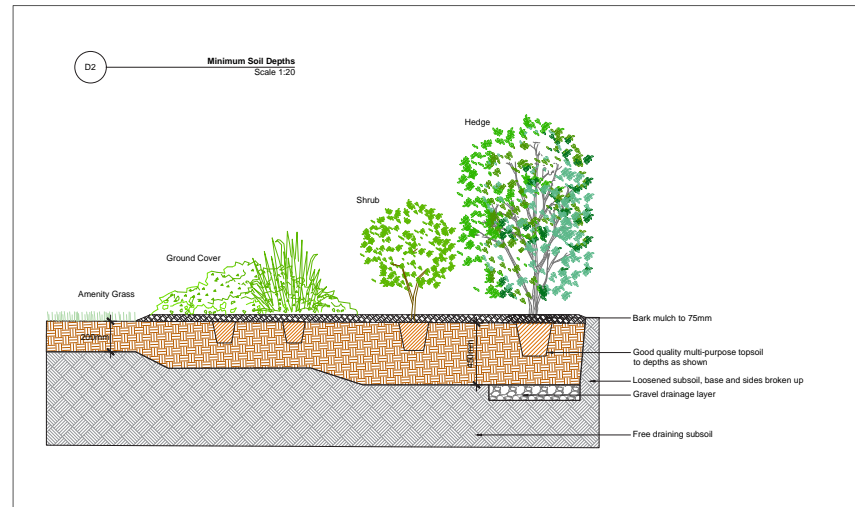 D2
Minimum Soil Depths
Scale 1:20
Hedge
Shrub
Ground Cover
Amenity Grass
200mm
Bark mulch to 75mm
Good quality multi-purpose topsoil
to depths as shown
Loosened subsoil, base and sides broken up
Gravel drainage layer
Free draining subsoil